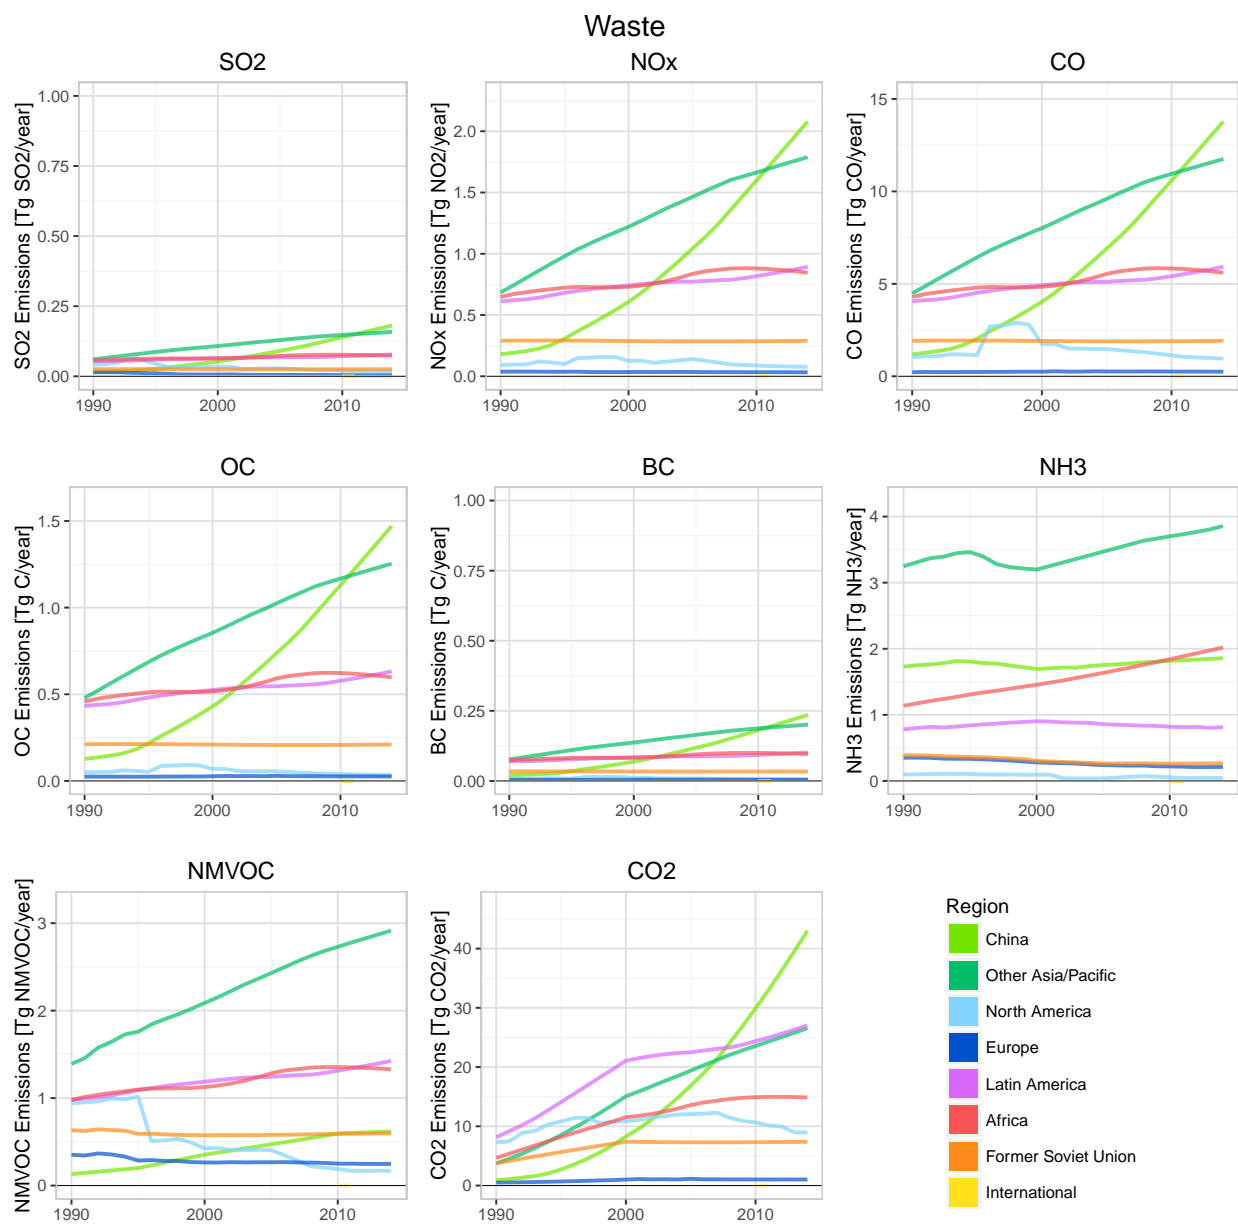 Waste
SO2
NOx
CO
SO2 Emissions [Tg SO2/year]
1.00
0.75
0.50
0.25
0.00
1990
2000
2010
NOx Emissions [Tg NO2/year]
2.0
1.5
1.0
0.5
0.0
1990
2000
2010
CO Emissions [Tg CO/year]
15
10
5
0
1990
2000
2010
OC
BC
NH3
OC Emissions [Tg C/year]
1.5
1.0
0.5
0.0
1990
2000
2010
BC Emissions [Tg C/year]
1.00
0.75
0.50
0.25
0.00
1990
2000
2010
NH3 Emissions [Tg NH3/year]
4
3
2
1
0
1990
2000
2010
NMVOC
CO2
NMVOC Emissions [Tg NMVOC/year]
3
2
1
0
1990
2000
2010
CO2 Emissions [Tg CO2/year]
40
30
20
10
0
1990
2000
2010
Region
China
Other Asia/Pacific
North America
Europe
Latin America
Africa
Former Soviet Union
International